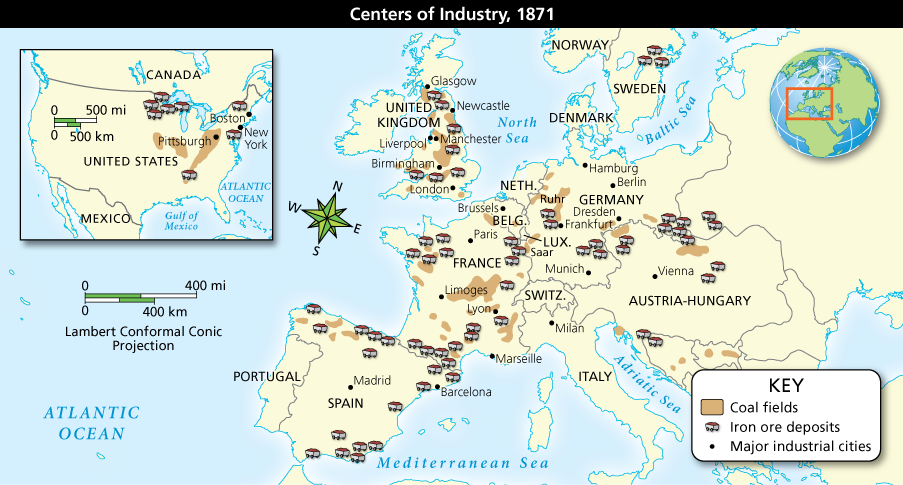 Centers of Industry, 1871
CANADA
0 500 mi
0 500 km
Boston
New
York
Pittsburgh
UNITED STATES
ATLANTIC
OCEAN
MEXICO
Gulf of
Mexico
N
W
E
S
0 400 mi
0 400 km
Lambert Conformal Conic
Projection
NORWAY
SWEDEN
Glasgow
UNITED
KINGDOM
Newcastle
North
Sea
DENMARK
Baltic Sea
Liverpool
Manchester
Birmingham
London
Hamburg
Berlin
NETH.
GERMANY
Ruhr
Brussels
BELG.
Dresden
Frankfurt
Paris
LUX.
Saar
FRANCE
Munich
Vienna
Limoges
SWITZ.
AUSTRIA-HUNGARY
Lyon
Milan
Marseille
PORTUGAL
Madrid
SPAIN
Barcelona
ITALY
Adriatic Sea
ATLANTIC
OCEAN
Mediterranean Sea
KEY
Coal fields
Iron ore deposits
Major industrial cities